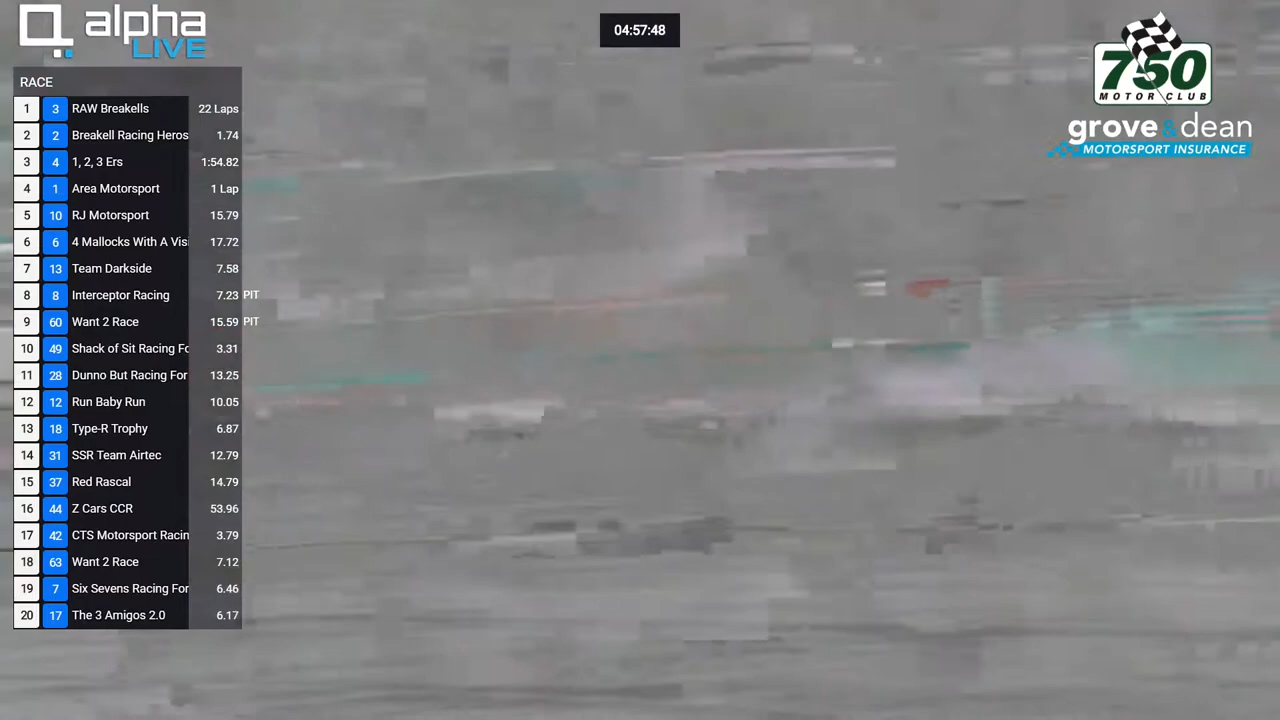 alpha
LIVE
04:57:48
750
MOTOR CLUB
grove & dean
MOTORSPORT INSURANCE
RACE
1 3 RAW Breakells 22 Laps
2 2 Breakell Racing Heros 1.74
3 4 1, 2, 3 Ers 1:54.82
4 1 Area Motorsport 1 Lap
5 10 RJ Motorsport 15.79
6 6 4 Mallocks With A Visi 17.72
7 13 Team Darkside 7.58
8 8 Interceptor Racing 7.23 PIT
9 60 Want 2 Race 15.59 PIT
10 49 Shack of Sit Racing Fo 3.31
11 28 Dunno But Racing For 13.25
12 12 Run Baby Run 10.05
13 18 Type-R Trophy 6.87
14 31 SSR Team Airtec 12.79
15 37 Red Rascal 14.79
16 44 Z Cars CCR 53.96
17 42 CTS Motorsport Racin 3.79
18 63 Want 2 Race 7.12
19 7 Six Sevens Racing For 6.46
20 17 The 3 Amigos 2.0 6.17